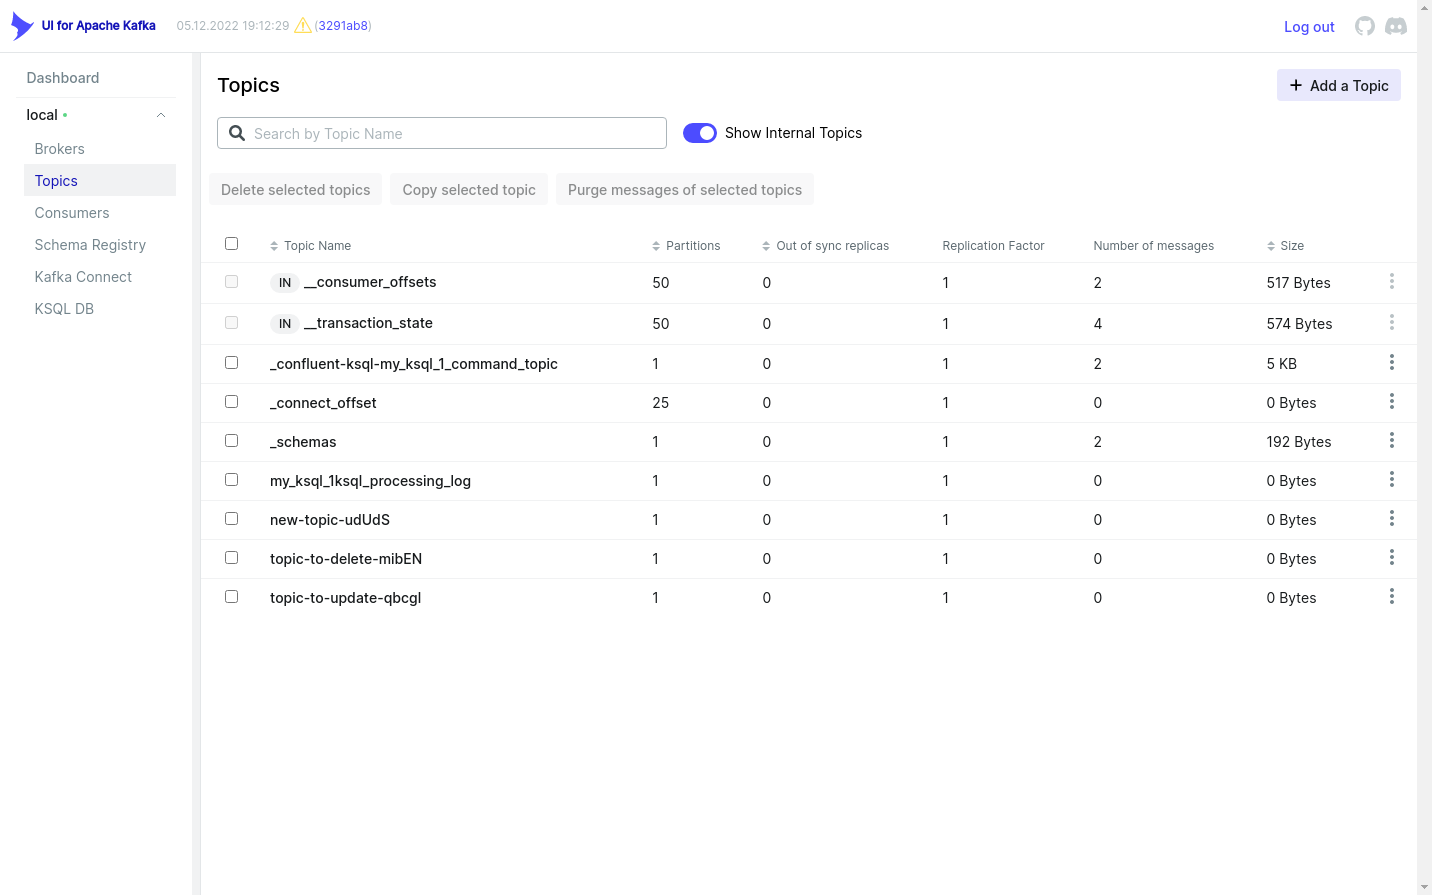 UI for Apache Kafka 05.12.2022 19:12:29 (3291ab8) Log out
Dashboard
local
Brokers
Topics
Consumers
Schema Registry
Kafka Connect
KSQL DB
Topics
Add a Topic
Search by Topic Name
Show Internal Topics
Delete selected topics Copy selected topic Purge messages of selected topics
Topic Name Partitions Out of sync replicas Replication Factor Number of messages Size
IN __consumer_offsets 50 0 1 2 517 Bytes
IN __transaction_state 50 0 1 4 574 Bytes
_confluent-ksql-my_ksql_1_command_topic 1 0 1 2 5 KB
_connect_offset 25 0 1 0 0 Bytes
_schemas 1 0 1 2 192 Bytes
my_ksql_1ksql_processing_log 1 0 1 0 0 Bytes
new-topic-udUdS 1 0 1 0 0 Bytes
topic-to-delete-mibEN 1 0 1 0 0 Bytes
topic-to-update-qbcgl 1 0 1 0 0 Bytes